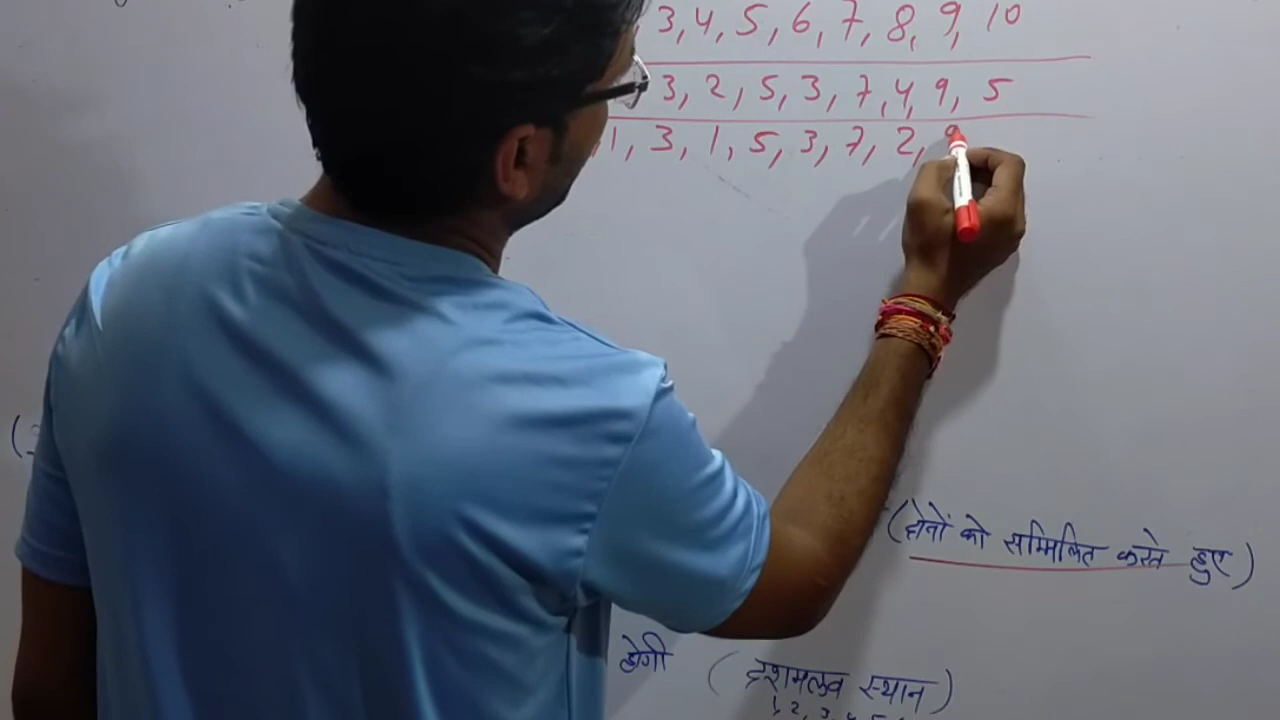 3, 4, 5, 6, 7, 8, 9, 10
3, 2, 5, 3, 7, 4, 9, 5
1, 3, 1, 5, 3, 7, 2, 9
(दोनों को सम्मिलित करते हुए)
होगी (दशमलव स्थान)